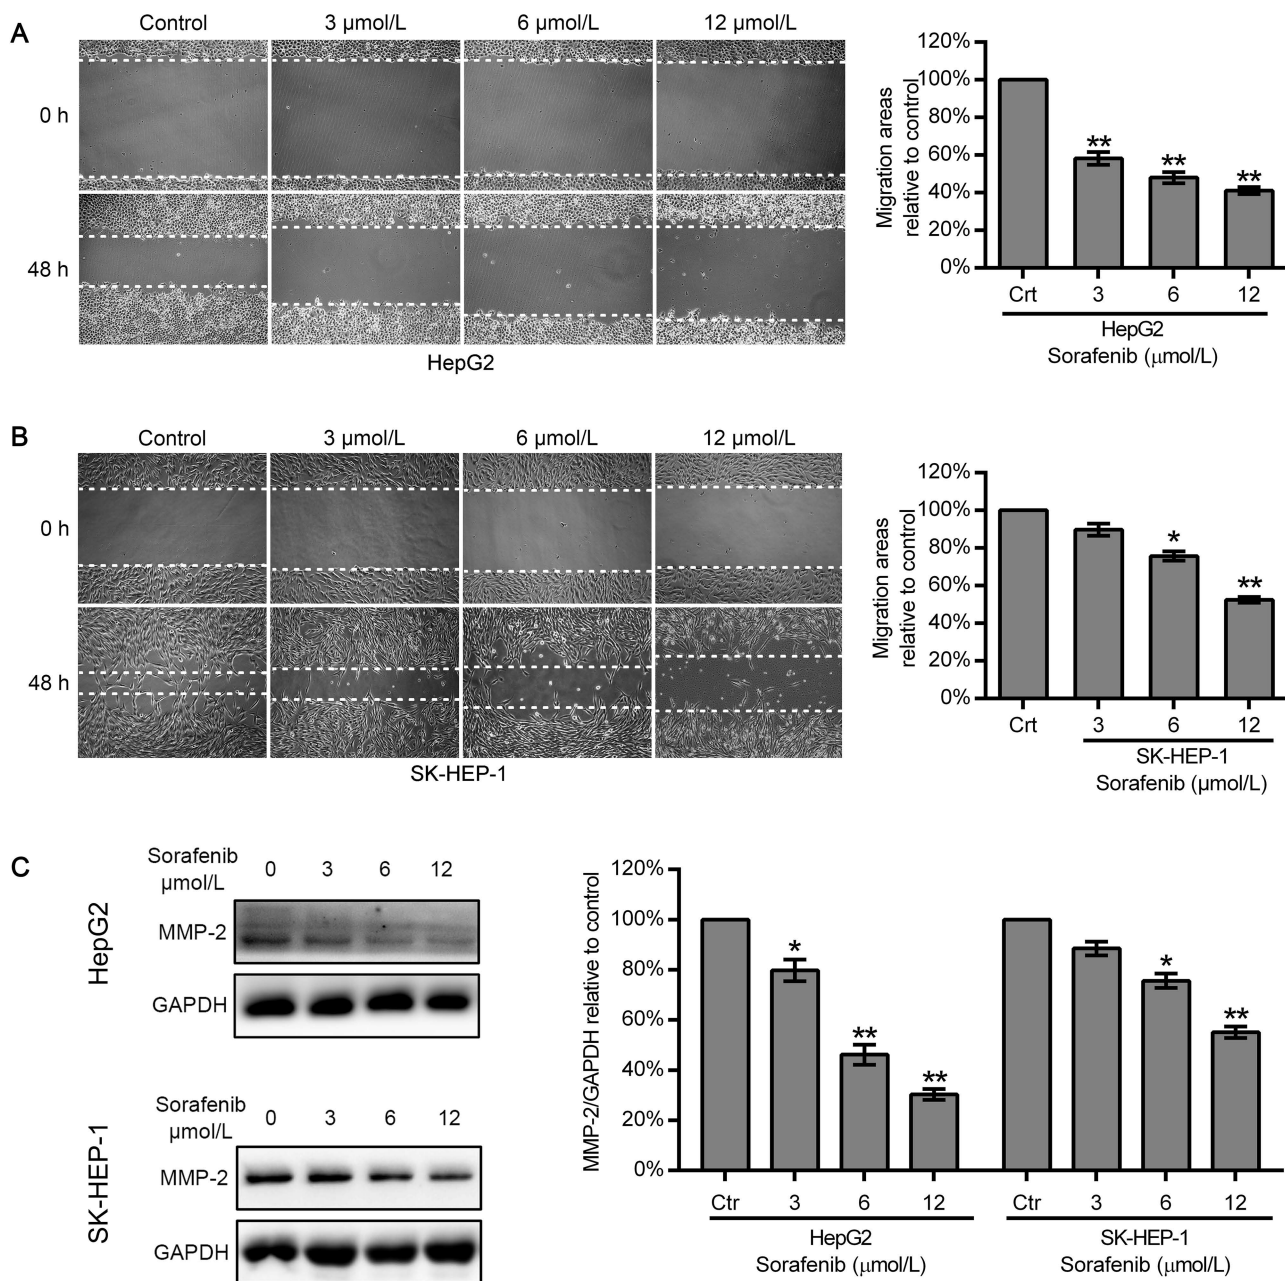 A
Control 3 µmol/L 6 µmol/L 12 µmol/L
0 h
48 h
HepG2
Migration areas
relative to control
120%
100%
80%
60%
40%
20%
0%
** ** **
Crt 3 6 12
HepG2
Sorafenib (µmol/L)
B
Control 3 µmol/L 6 µmol/L 12 µmol/L
0 h
48 h
SK-HEP-1
Migration areas
relative to control
120%
100%
80%
60%
40%
20%
0%
* **
Crt 3 6 12
SK-HEP-1
Sorafenib (µmol/L)
C
HepG2
Sorafenib
µmol/L
0 3 6 12
MMP-2
GAPDH
SK-HEP-1
Sorafenib
µmol/L
0 3 6 12
MMP-2
GAPDH
MMP-2/GAPDH relative to control
120%
100%
80%
60%
40%
20%
0%
* ** ** * **
Ctr 3 6 12 Ctr 3 6 12
HepG2 SK-HEP-1
Sorafenib (µmol/L) Sorafenib (µmol/L)